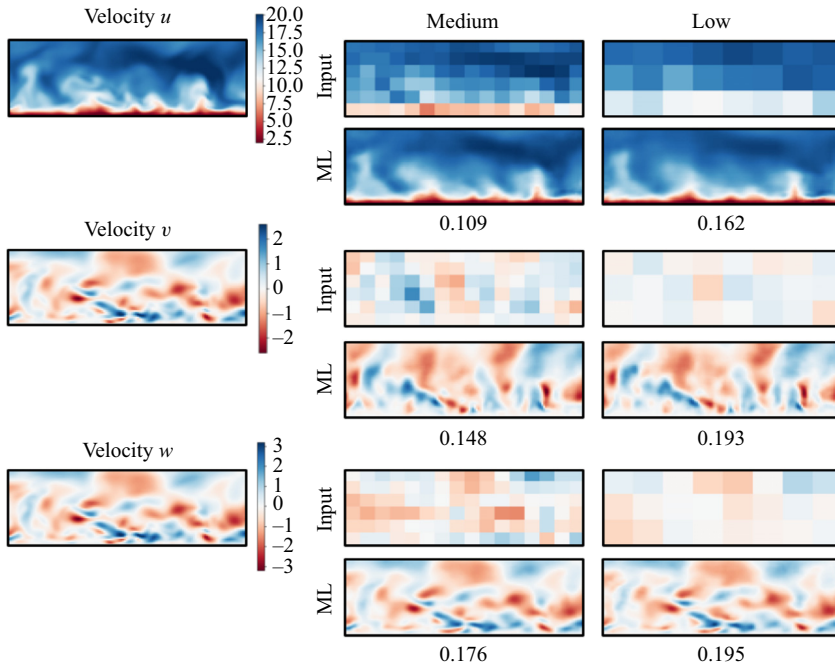 Velocity u
20.0
17.5
15.0
12.5
10.0
7.5
5.0
2.5
Medium
Low
Input
ML
0.109
0.162
Velocity v
2
1
0
−1
−2
Input
ML
0.148
0.193
Velocity w
3
2
1
0
−1
−2
−3
Input
ML
0.176
0.195